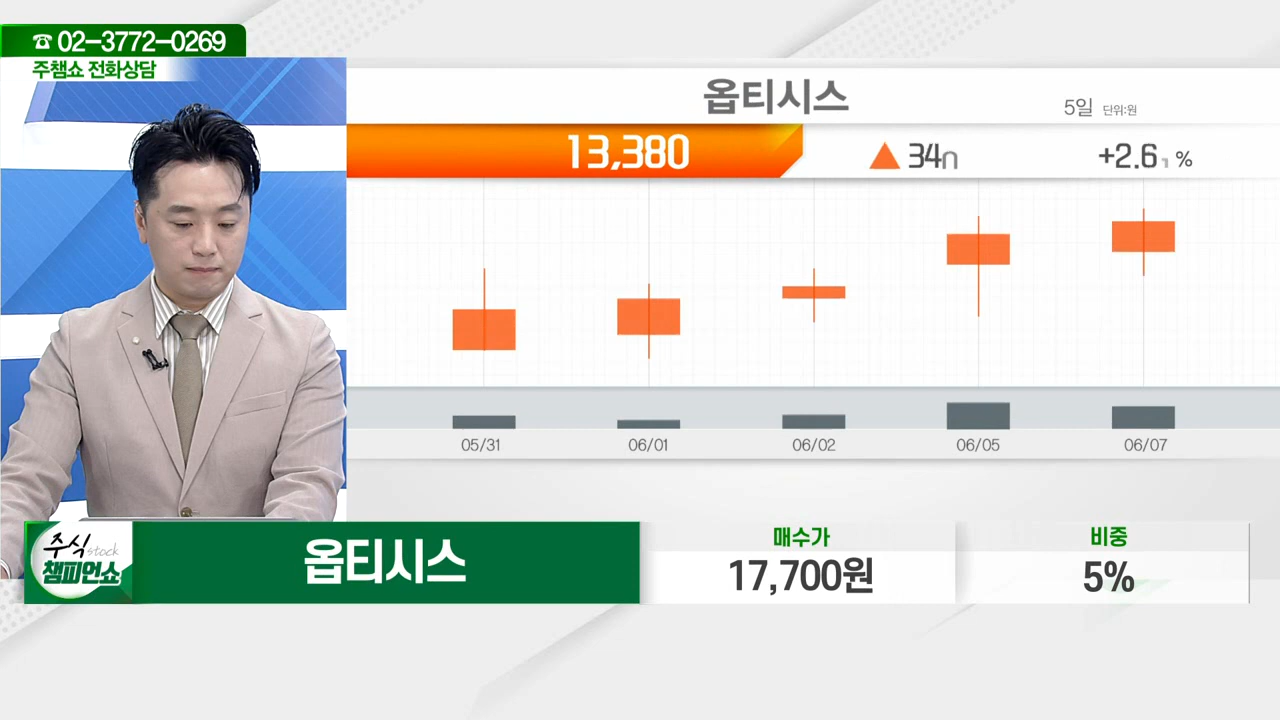 ☎ 02-3772-0269
주챔쇼 전화상담
옵티시스
5일 단위:원
13,380 ▲ 34 +2.6 %
05/31 06/01 06/02 06/05 06/07
주식 stock
챔피언쇼
옵티시스
매수가
17,700원
비중
5%